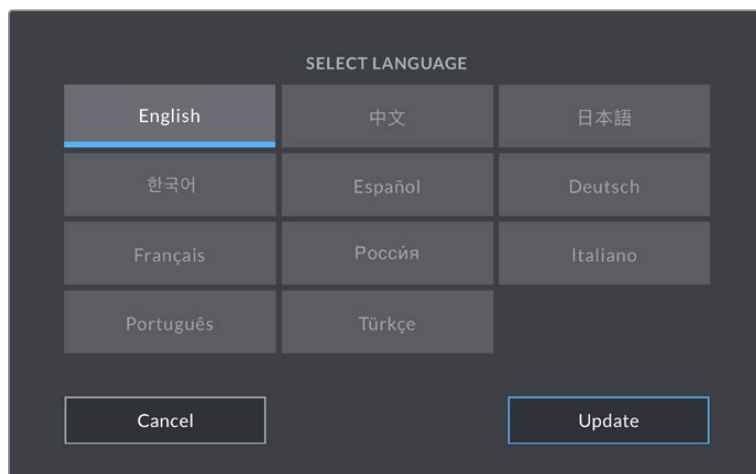 SELECT LANGUAGE
English 中文 日本語
한국어 Español Deutsch
Français Росси́я Italiano
Português Türkçe
Cancel Update